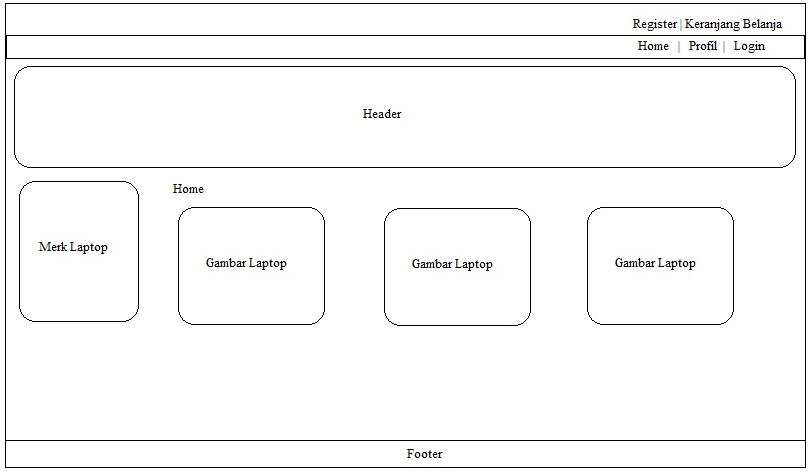 Register | Keranjang Belanja
Home | Profil | Login
Header
Home
Merk Laptop
Gambar Laptop
Gambar Laptop
Gambar Laptop
Footer